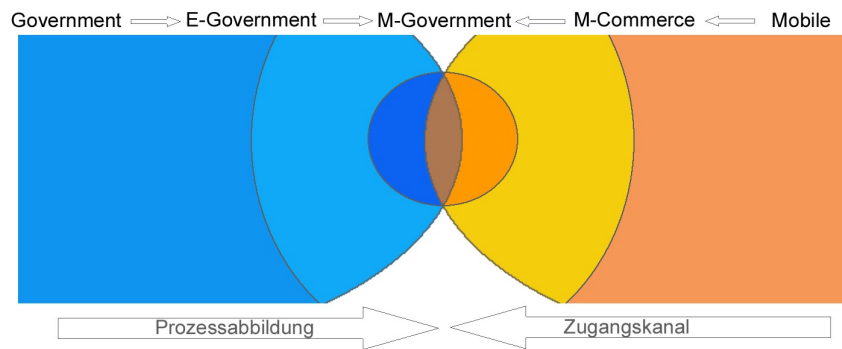 Government E-Government M-Government M-Commerce Mobile
Prozessabbildung Zugangskanal